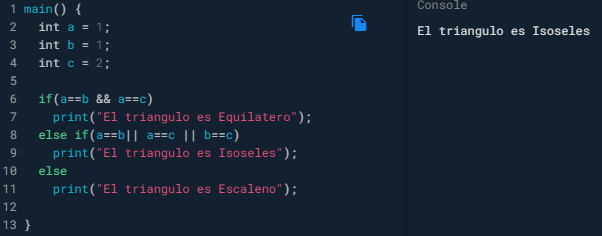 1 main() {
2   int a = 1;
3   int b = 1;
4   int c = 2;
5
6   if(a==b && a==c)
7     print("El triangulo es Equilatero");
8   else if(a==b|| a==c || b==c)
9     print("El triangulo es Isoseles");
10   else
11     print("El triangulo es Escaleno");
12
13 }
Console
El triangulo es Isoseles